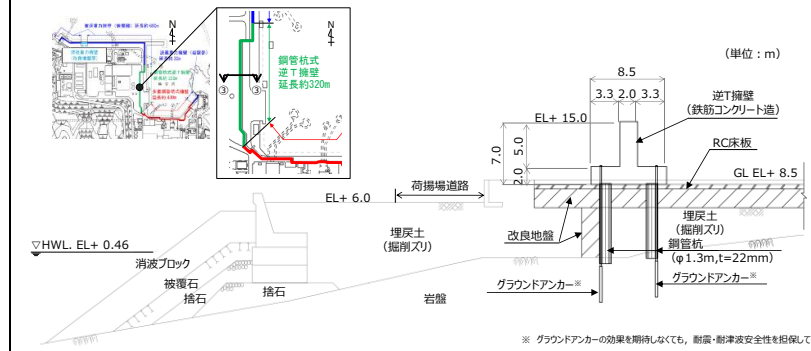 N
4
N
4
鋼管杭式
逆T擁壁
延長約320m
③
③
(単位:m)
8.5
3.3 2.0 3.3
逆T擁壁
(鉄筋コンクリート造)
EL+ 15.0
RC床板
7.0
5.0
2.0
GL EL+ 8.5
荷揚場道路
EL+ 6.0
埋戻土
(掘削ズリ)
改良地盤
埋戻土
(掘削ズリ)
鋼管杭
(φ1.3m,t=22mm)
▽HWL. EL+ 0.46
消波ブロック
被覆石
捨石
捨石
岩盤
グラウンドアンカー※
グラウンドアンカー※
※ グラウンドアンカーの効果を期待しなくても,耐震・耐津波安全性を担保して